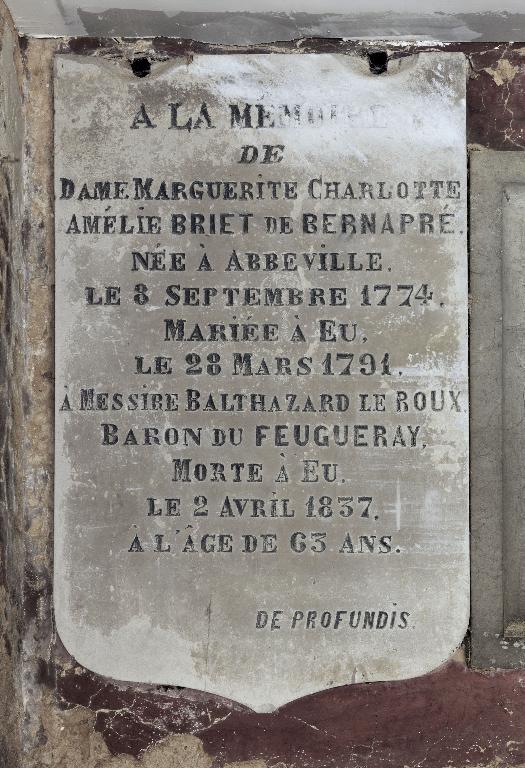 A LA MÉMOIRE
DE
DAME MARGUERITE CHARLOTTE
AMÉLIE BRIET DE BERNAPRÉ.
NÉE À ABBEVILLE.
LE 8 SEPTEMBRE 1774.
MARIÉE À EU,
LE 28 MARS 1791.
À MESSIRE BALTHAZARD LE ROUX
BARON DU FEUGUERAY,
MORTE À EU.
LE 2 AVRIL 1837.
À L'ÂGE DE 63 ANS.
DE PROFUNDIS.